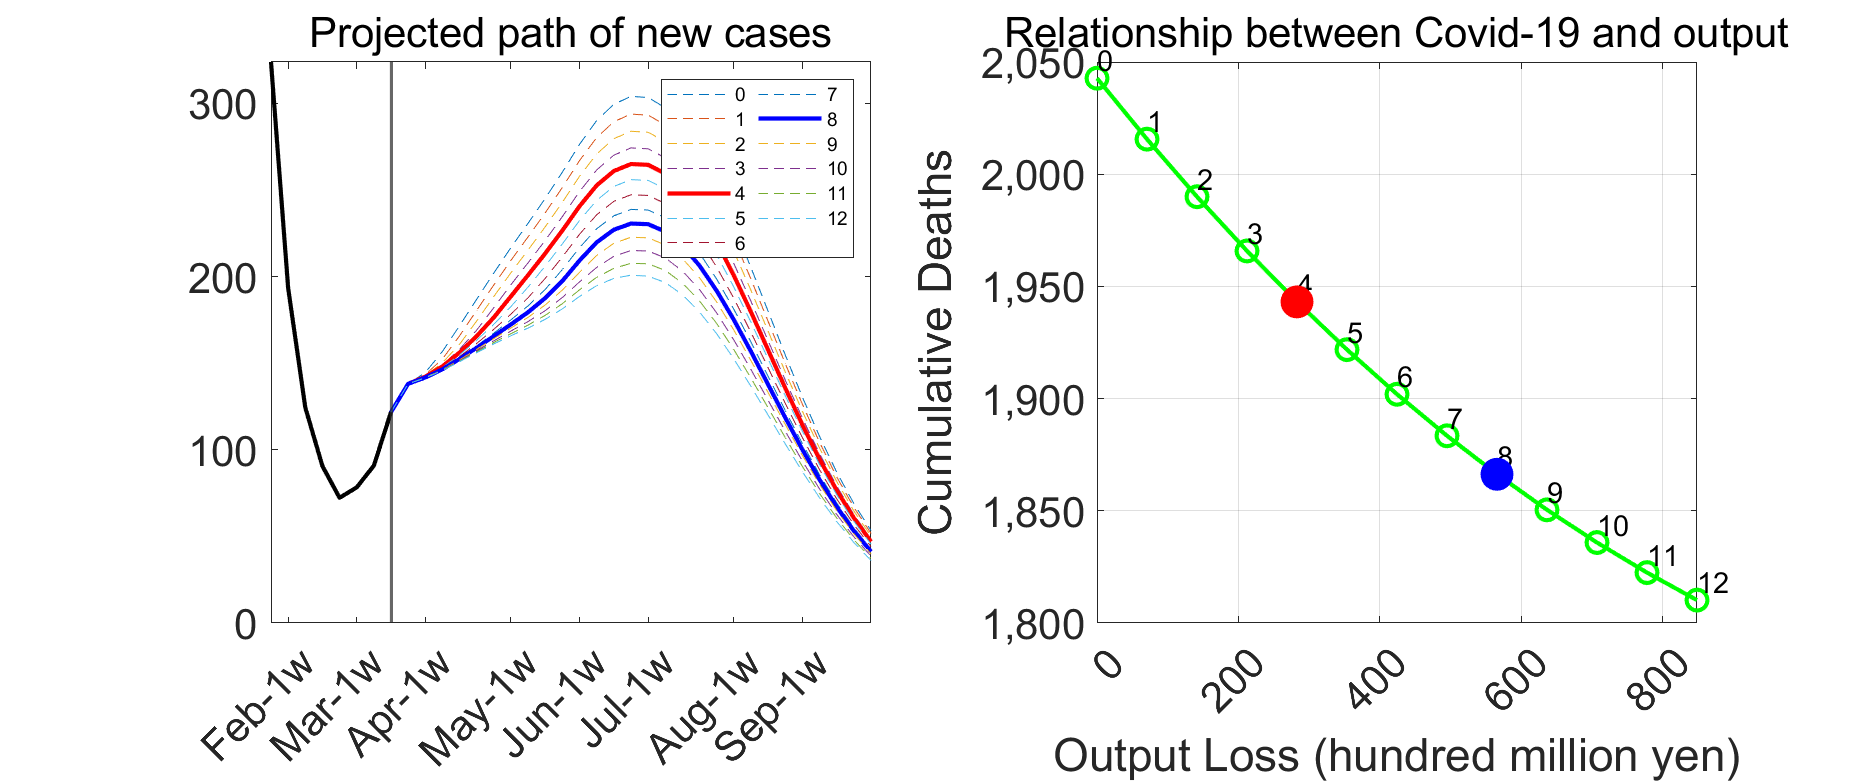 Projected path of new cases
300
200
100
0
Feb-1w
Mar-1w
Apr-1w
May-1w
Jun-1w
Jul-1w
Aug-1w
Sep-1w
0 7
1 8
2 9
3 10
4 11
5 12
6
Relationship between Covid-19 and output
Cumulative Deaths
2,050
2,000
1,950
1,900
1,850
1,800
0
1
2
3
4
5
6
7
8
9
10
11
12
0
200
400
600
800
Output Loss (hundred million yen)